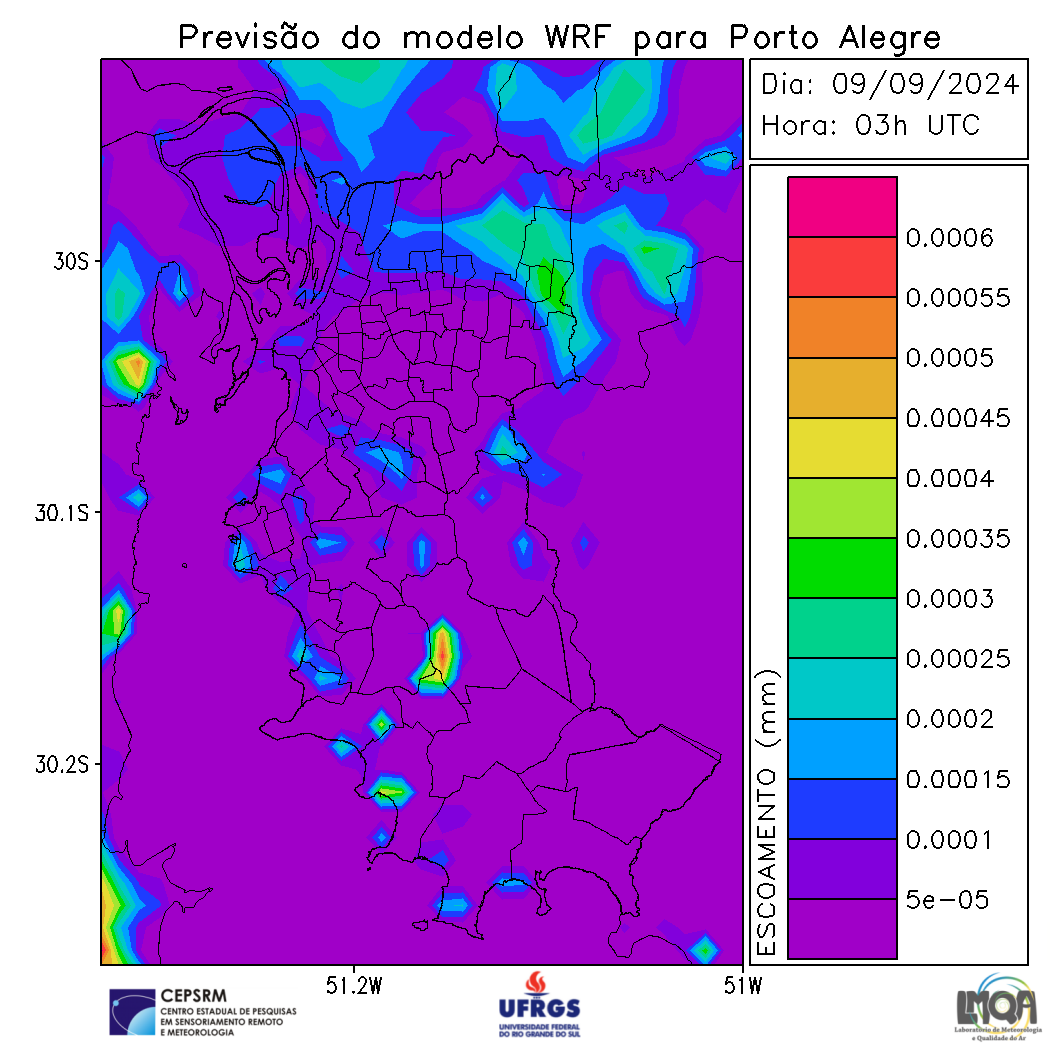 Previsão do modelo WRF para Porto Alegre
Dia: 09/09/2024
Hora: 03h UTC
30S
30.1S
30.2S
51.2W
51W
0.0006
0.00055
0.0005
0.00045
0.0004
0.00035
0.0003
0.00025
0.0002
0.00015
0.0001
5e-05
ESCOAMENTO (mm)
CEPSRM
CENTRO ESTADUAL DE PESQUISAS
EM SENSORIAMENTO REMOTO
E METEOROLOGIA
UFRGS
UNIVERSIDADE FEDERAL
DO RIO GRANDE DO SUL
LMQA
Laboratório de Meteorologia
e Qualidade do Ar